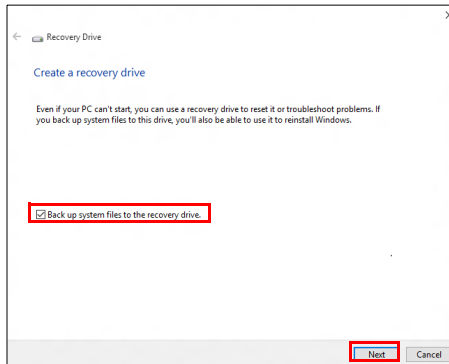 Recovery Drive
Create a recovery drive
Even if your PC can't start, you can use a recovery drive to reset it or troubleshoot problems. If
you back up system files to this drive, you'll also be able to use it to reinstall Windows.
Back up system files to the recovery drive.
Next Cancel